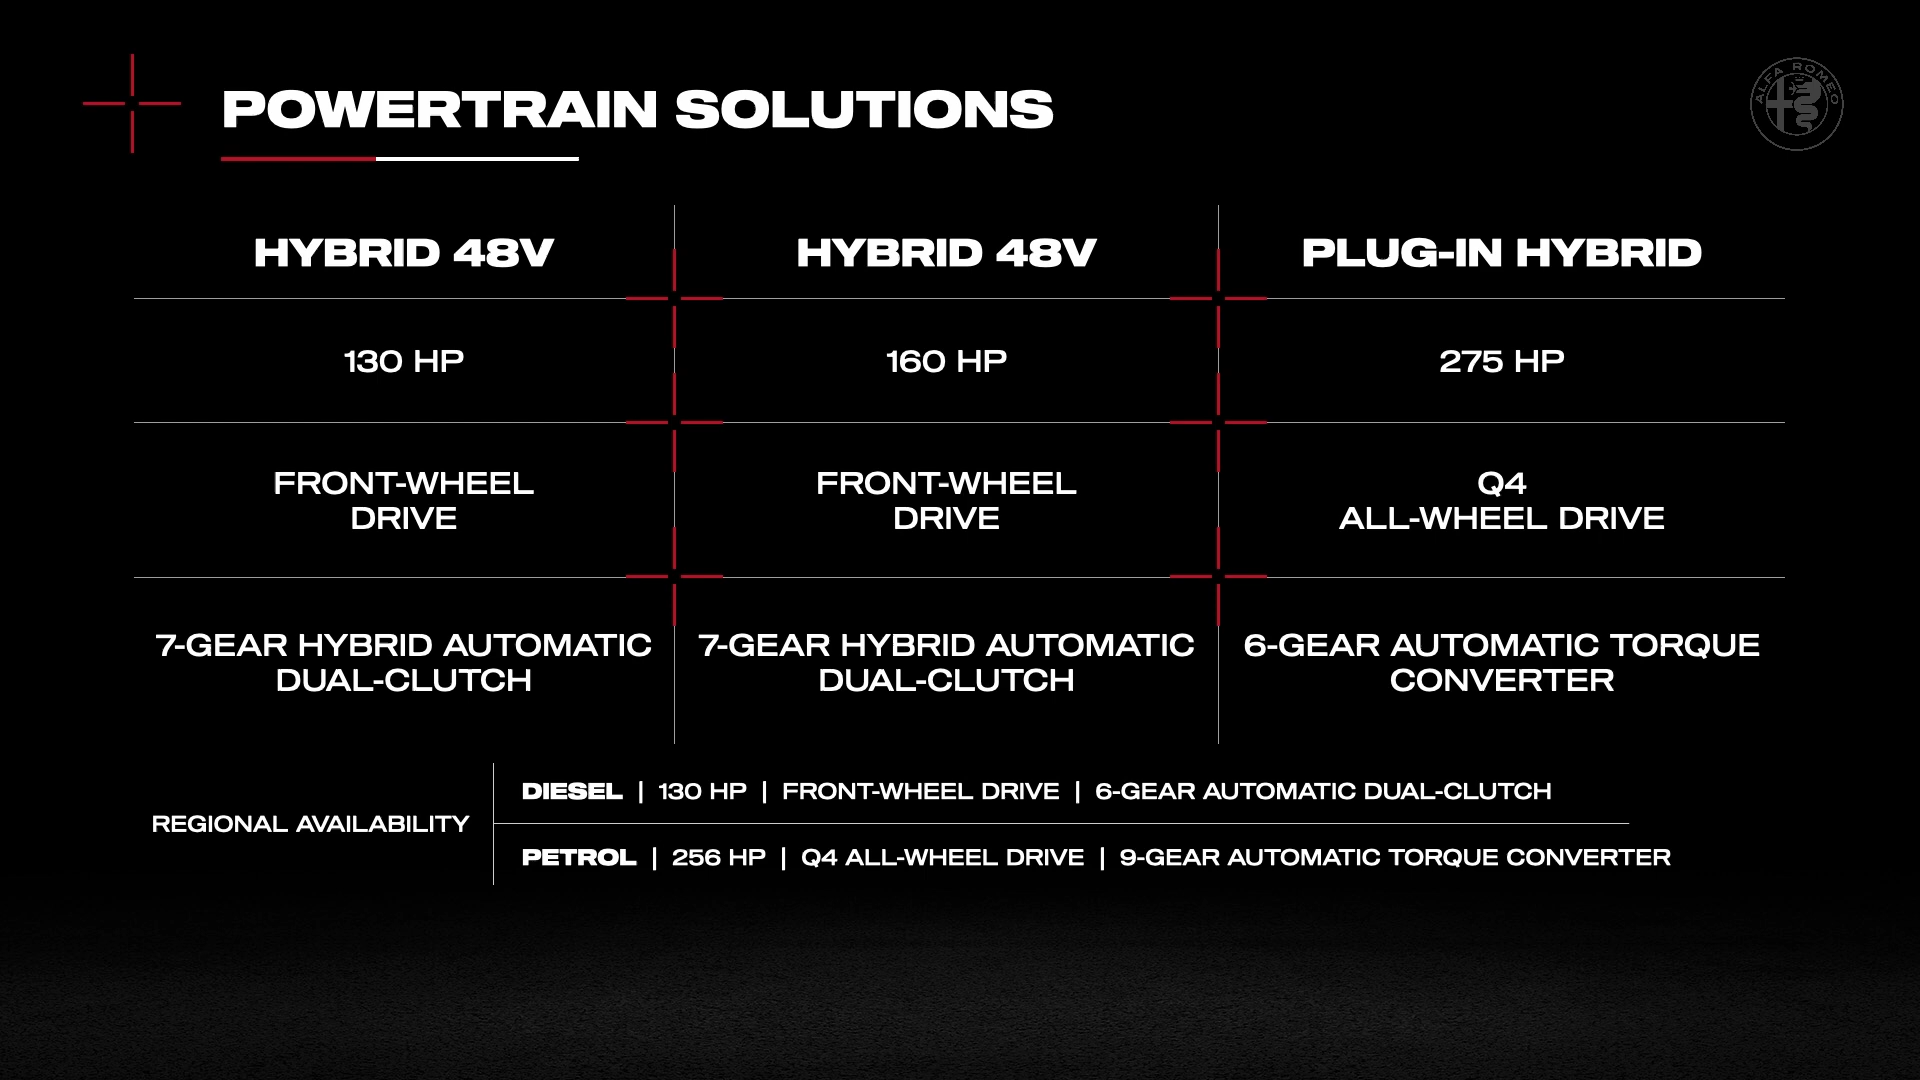 POWERTRAIN SOLUTIONS
ALFA ROMEO
HYBRID 48V
HYBRID 48V
PLUG-IN HYBRID
130 HP
160 HP
275 HP
FRONT-WHEEL
DRIVE
FRONT-WHEEL
DRIVE
Q4
ALL-WHEEL DRIVE
7-GEAR HYBRID AUTOMATIC
DUAL-CLUTCH
7-GEAR HYBRID AUTOMATIC
DUAL-CLUTCH
6-GEAR AUTOMATIC TORQUE
CONVERTER
REGIONAL AVAILABILITY
DIESEL | 130 HP | FRONT-WHEEL DRIVE | 6-GEAR AUTOMATIC DUAL-CLUTCH
PETROL | 256 HP | Q4 ALL-WHEEL DRIVE | 9-GEAR AUTOMATIC TORQUE CONVERTER